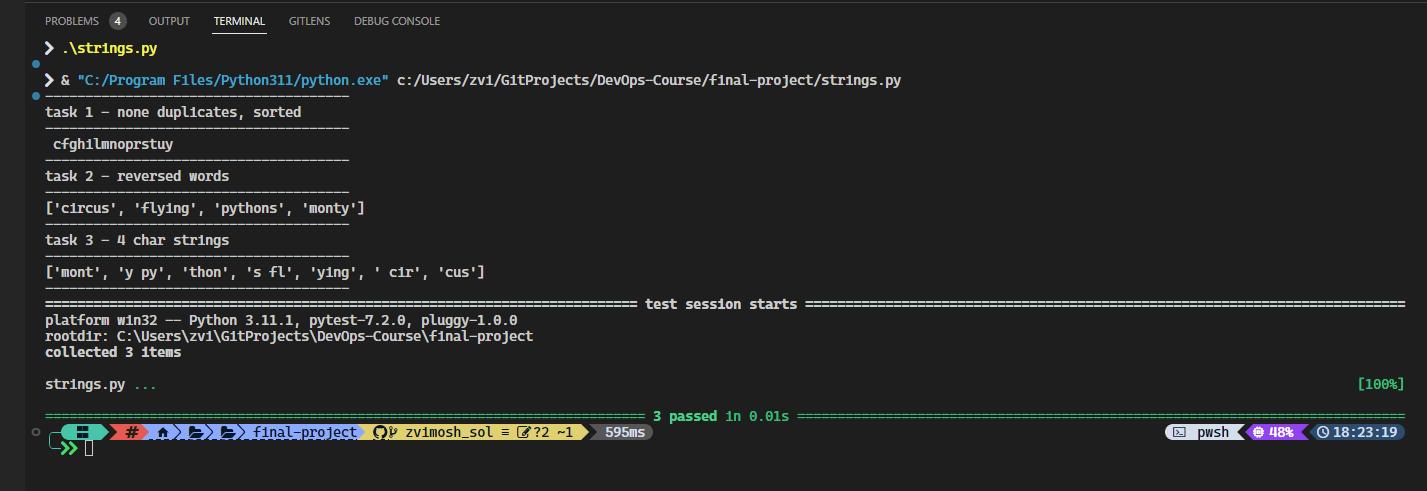 PROBLEMS 4 OUTPUT TERMINAL GITLENS DEBUG CONSOLE
❯ .\strings.py
❯ & "C:/Program Files/Python311/python.exe" c:/Users/zvi/GitProjects/DevOps-Course/final-project/strings.py
--------------------------------------
task 1 - none duplicates, sorted
--------------------------------------
 cfghilmnoprstuy
--------------------------------------
task 2 - reversed words
--------------------------------------
['circus', 'flying', 'pythons', 'monty']
--------------------------------------
task 3 - 4 char strings
--------------------------------------
['mont', 'y py', 'thon', 's fl', 'ying', ' cir', 'cus']
--------------------------------------
========================================================================== test session starts ===========================================================================
platform win32 -- Python 3.11.1, pytest-7.2.0, pluggy-1.0.0
rootdir: C:\Users\zvi\GitProjects\DevOps-Course\final-project
collected 3 items
strings.py ... [100%]
=========================================================================== 3 passed in 0.01s ============================================================================
# final-project zvimosh_sol ≡ ?2 ~1 595ms pwsh 48% 18:23:19